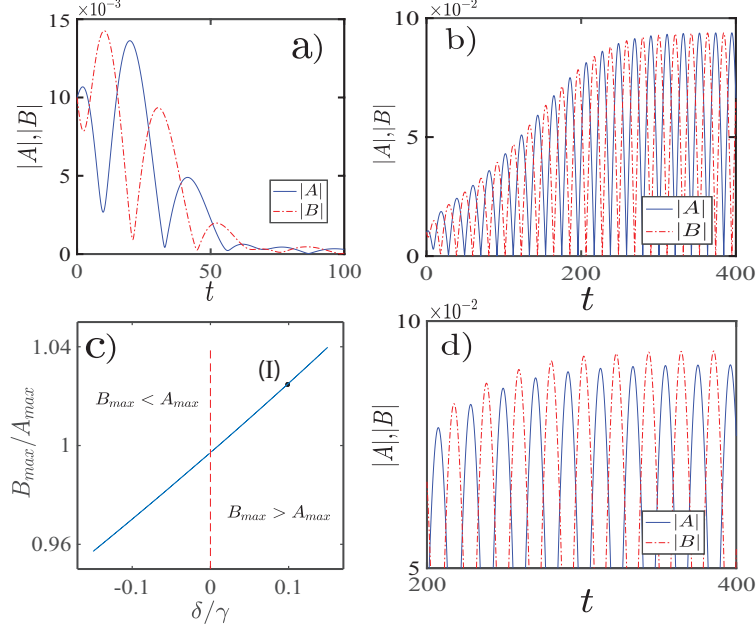 ×10⁻³
15
10
5
0
|A|,|B|
a)
|A|
|B|
0 50 100
t
×10⁻²
10
5
0
|A|,|B|
b)
|A|
|B|
0 200 400
t
c)
1.04
1
0.96
B_max/A_max
(I)
B_max < A_max
B_max > A_max
-0.1 0 0.1
δ/γ
×10⁻²
10
5
|A|,|B|
d)
|A|
|B|
200 400
t